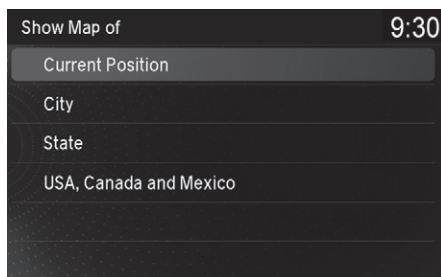 Show Map of
9:30
Current Position
City
State
USA, Canada and Mexico